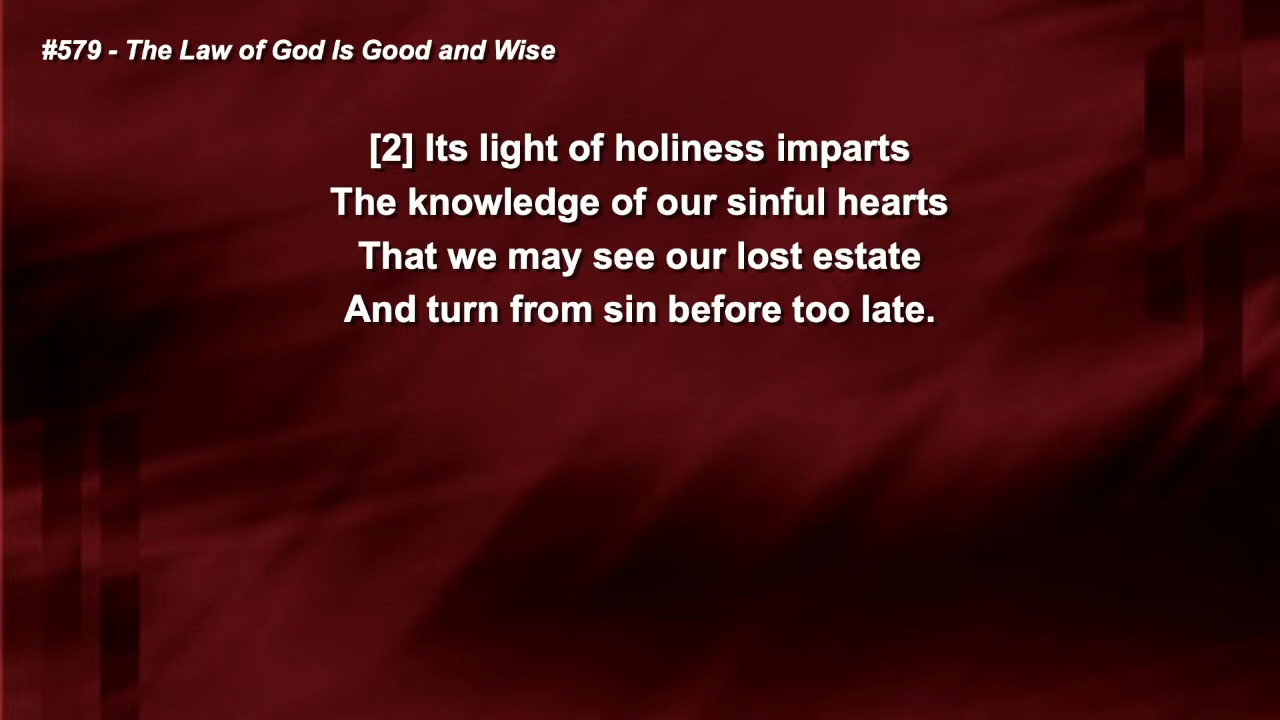 #579 - The Law of God Is Good and Wise
[2] Its light of holiness imparts
The knowledge of our sinful hearts
That we may see our lost estate
And turn from sin before too late.